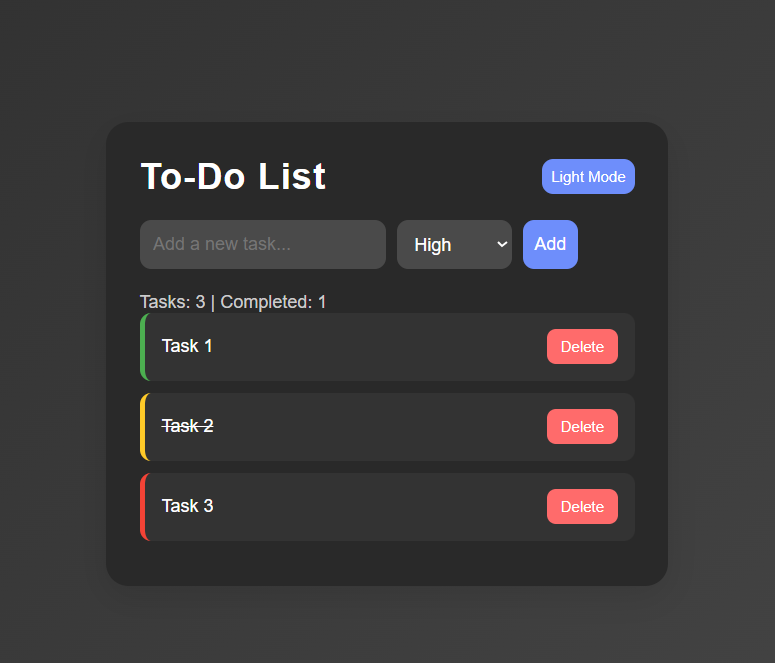 To-Do List
Light Mode
Add a new task...
High
Add
Tasks: 3 | Completed: 1
Task 1
Delete
Task 2
Delete
Task 3
Delete